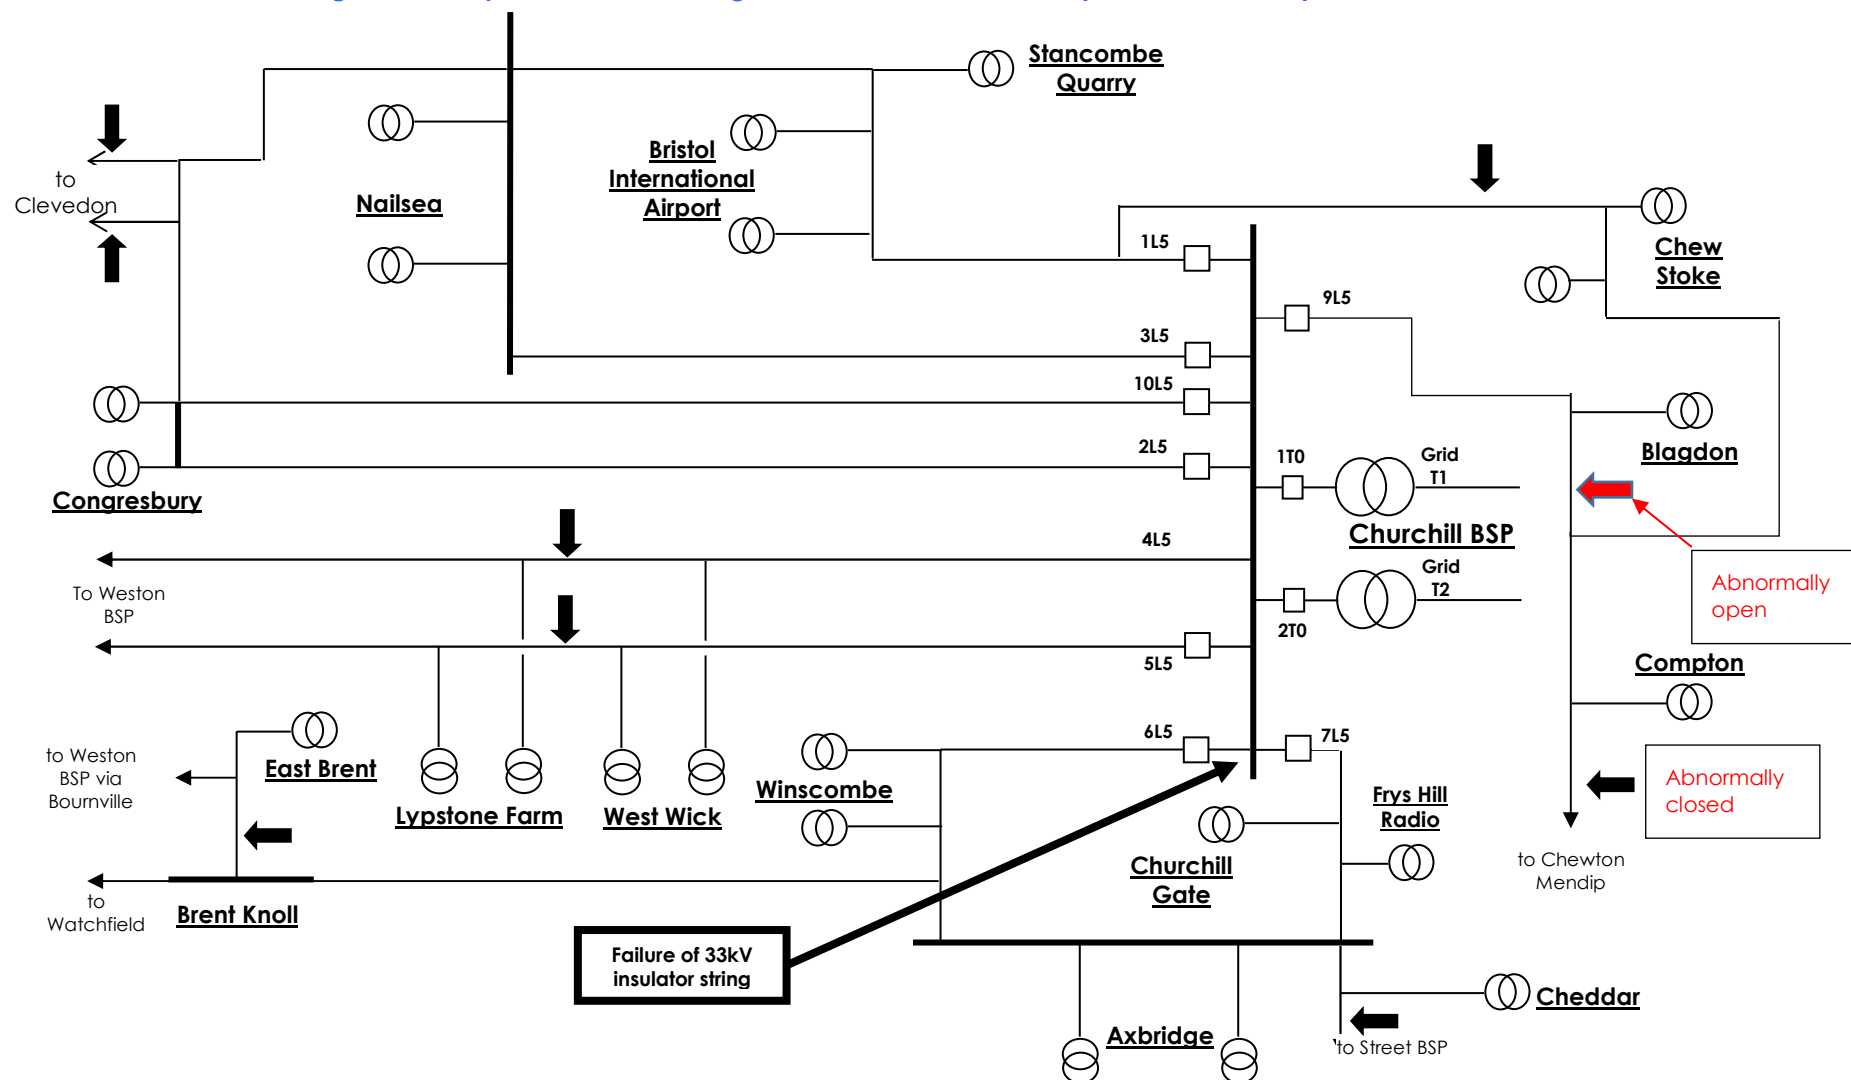 Stancombe
Quarry
Bristol
International
Airport
to
Clevedon
Nailsea
1L5
Chew
Stoke
9L5
3L5
10L5
2L5
Congresbury
Blagdon
1T0
Grid
T1
Churchill BSP
4L5
Grid
T2
To Weston
BSP
2T0
Abnormally
open
5L5
Compton
6L5
7L5
to Weston
BSP via
Bournville
East Brent
Lypstone Farm
West Wick
Winscombe
Frys Hill
Radio
Abnormally
closed
Churchill
Gate
to Chewton
Mendip
to
Watchfield
Brent Knoll
Failure of 33kV
insulator string
Cheddar
Axbridge
to Street BSP